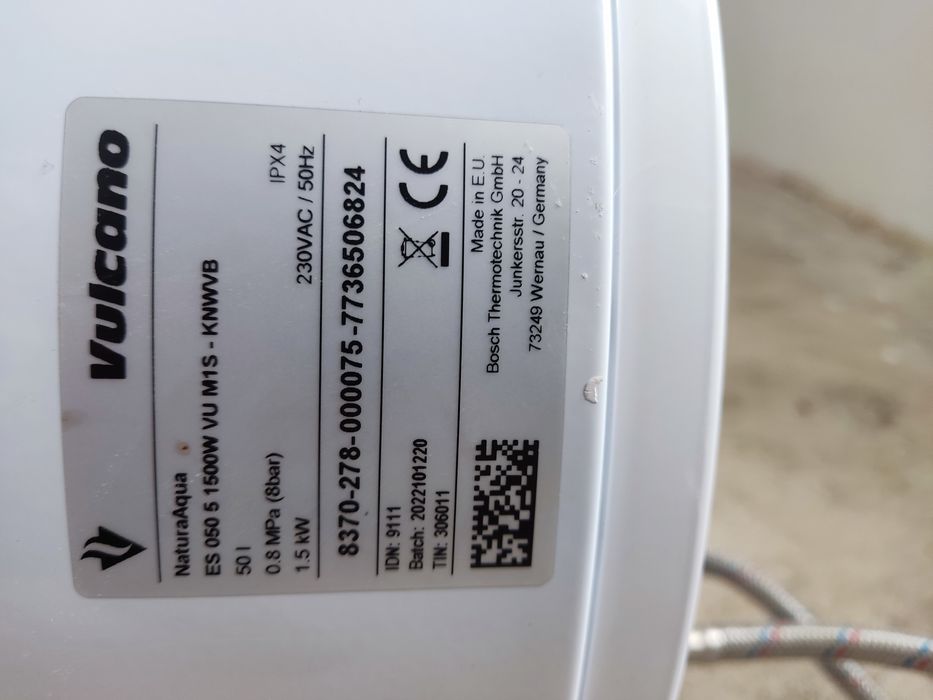 Vulcano
NaturaAqua
ES 050 5 1500W VU M1S - KNWVB
50 l
0.8 MPa (8bar) IPX4
1.5 kW 230VAC / 50Hz
8370-278-000075-7736506824
IDN: 9111
Batch: 2022101220
TIN: 306011
CE
Made in E.U.
Bosch Thermotechnik GmbH
Junkersstr. 20 - 24
73249 Wernau / Germany